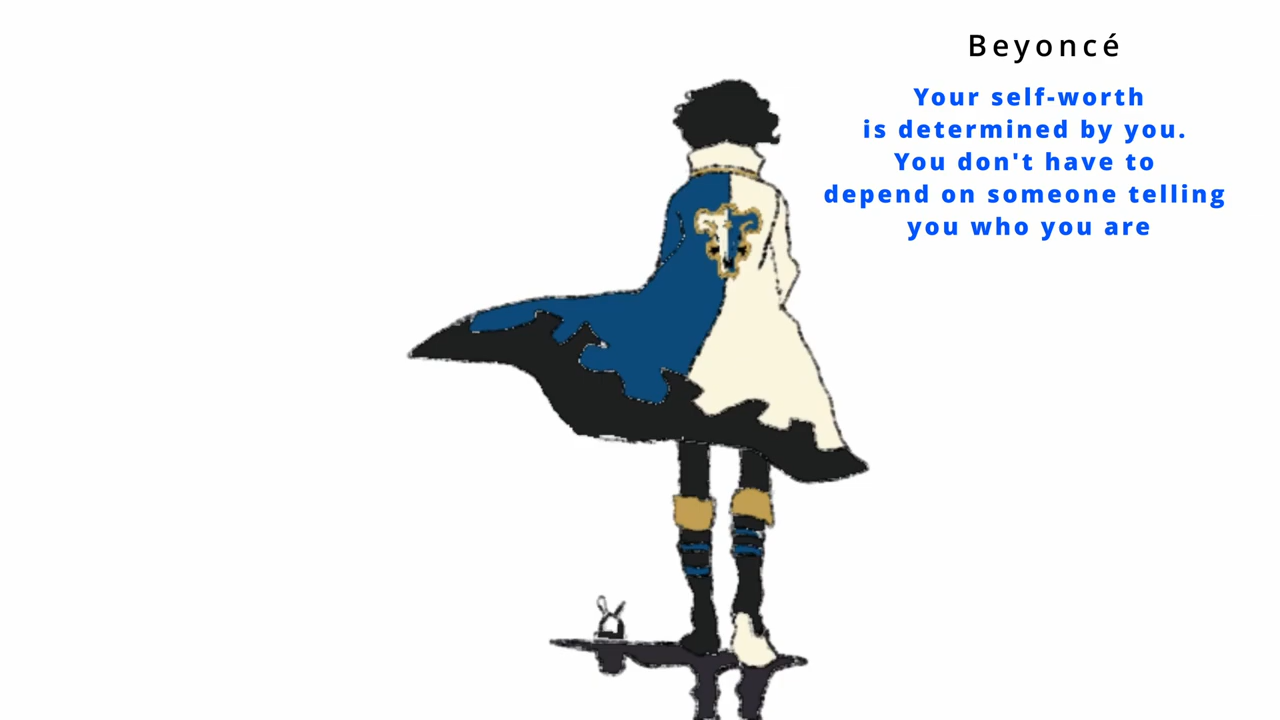 Beyoncé
Your self-worth
is determined by you.
You don't have to
depend on someone telling
you who you are